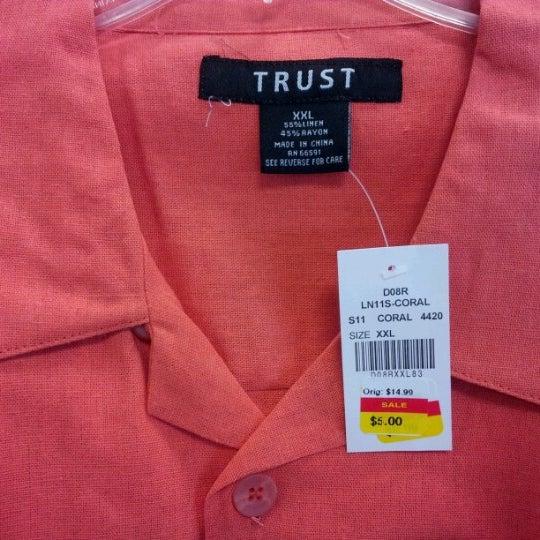 TRUST
XXL
55% LINEN
45% RAYON
MADE IN CHINA
RN 66591
SEE REVERSE FOR CARE
D08R
LN11S-CORAL
S11 CORAL 4420
SIZE XXL
D08RXXL83
Orig: $14.99
SALE
$5.00